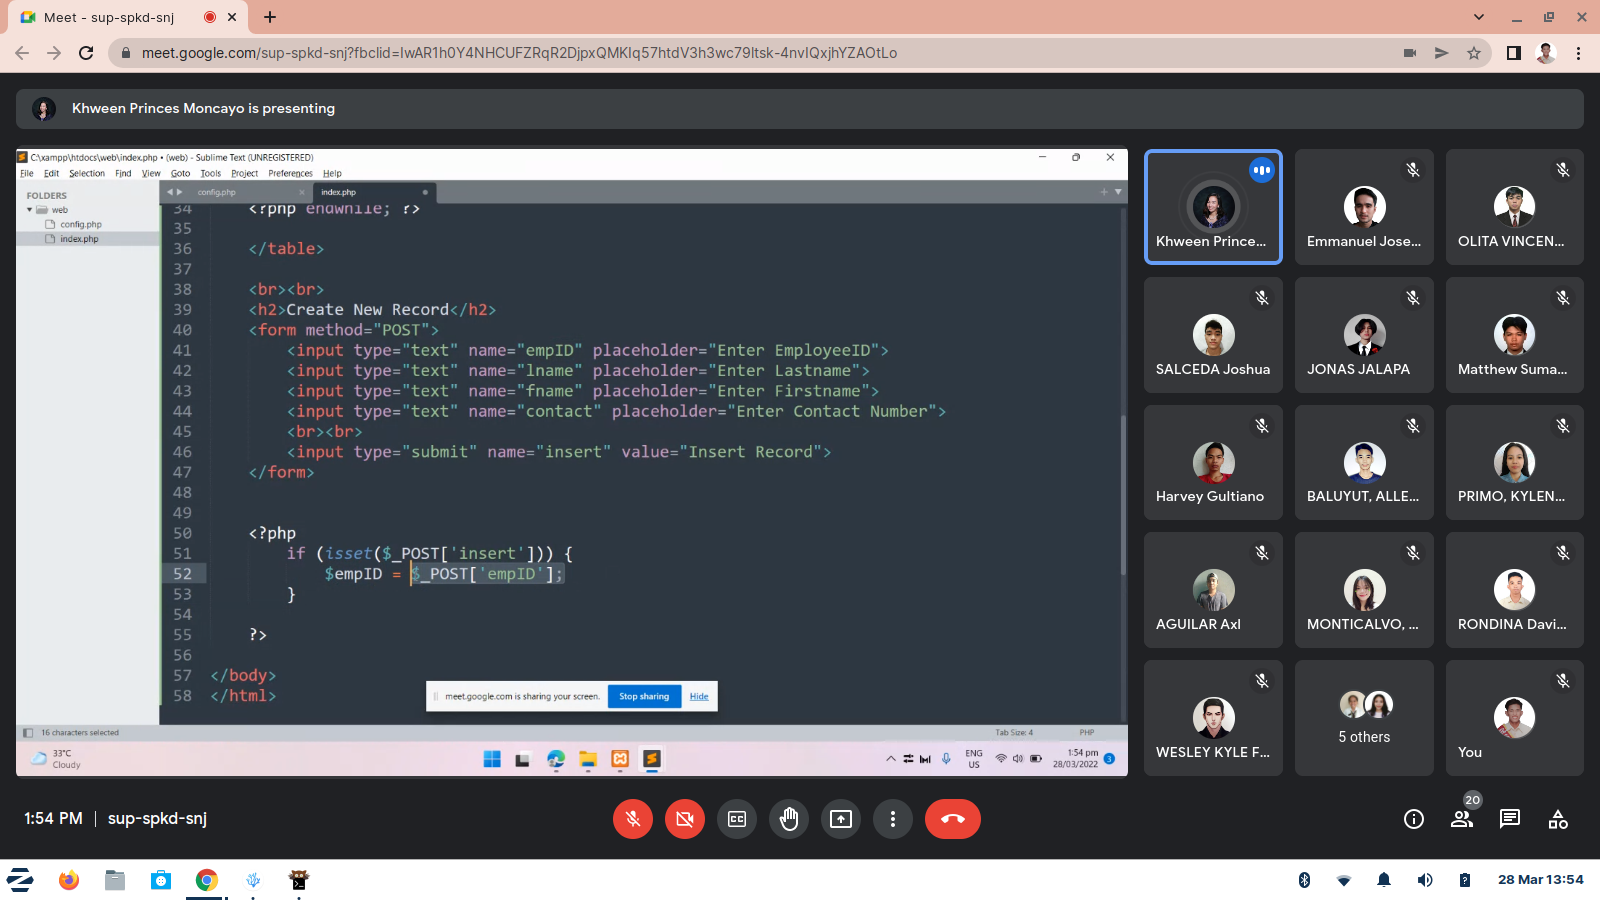 Meet - sup-spkd-snj
meet.google.com/sup-spkd-snj?fbclid=IwAR1h0Y4NHCUFZRqR2DjpxQMKIq57htdV3h3wc79ltsk-4nvIQxjhYZAOtLo
Khween Princes Moncayo is presenting
C:\xampp\htdocs\web\index.php • (web) - Sublime Text (UNREGISTERED)
File Edit Selection Find View Goto Tools Project Preferences Help
FOLDERS
web
config.php
index.php
config.php index.php
34 <?php endwhile; ?>
35
36 </table>
37
38 <br><br>
39 <h2>Create New Record</h2>
40 <form method="POST">
41 <input type="text" name="empID" placeholder="Enter EmployeeID">
42 <input type="text" name="lname" placeholder="Enter Lastname">
43 <input type="text" name="fname" placeholder="Enter Firstname">
44 <input type="text" name="contact" placeholder="Enter Contact Number">
45 <br><br>
46 <input type="submit" name="insert" value="Insert Record">
47 </form>
48
49
50 <?php
51 if (isset($_POST['insert'])) {
52 $empID = $_POST['empID'];
53 }
54
55 ?>
56
57 </body>
58 </html>
meet.google.com is sharing your screen. Stop sharing Hide
16 characters selected Tab Size: 4 PHP
33°C
Cloudy
ENG
US
1:54 pm
28/03/2022
3
Khween Prince...
Emmanuel Jose...
OLITA VINCEN...
SALCEDA Joshua
JONAS JALAPA
Matthew Suma...
Harvey Gultiano
BALUYUT, ALLE...
PRIMO, KYLEN...
AGUILAR Axl
MONTICALVO, ...
RONDINA Davi...
WESLEY KYLE F...
5 others
You
1:54 PM | sup-spkd-snj
20
28 Mar 13:54